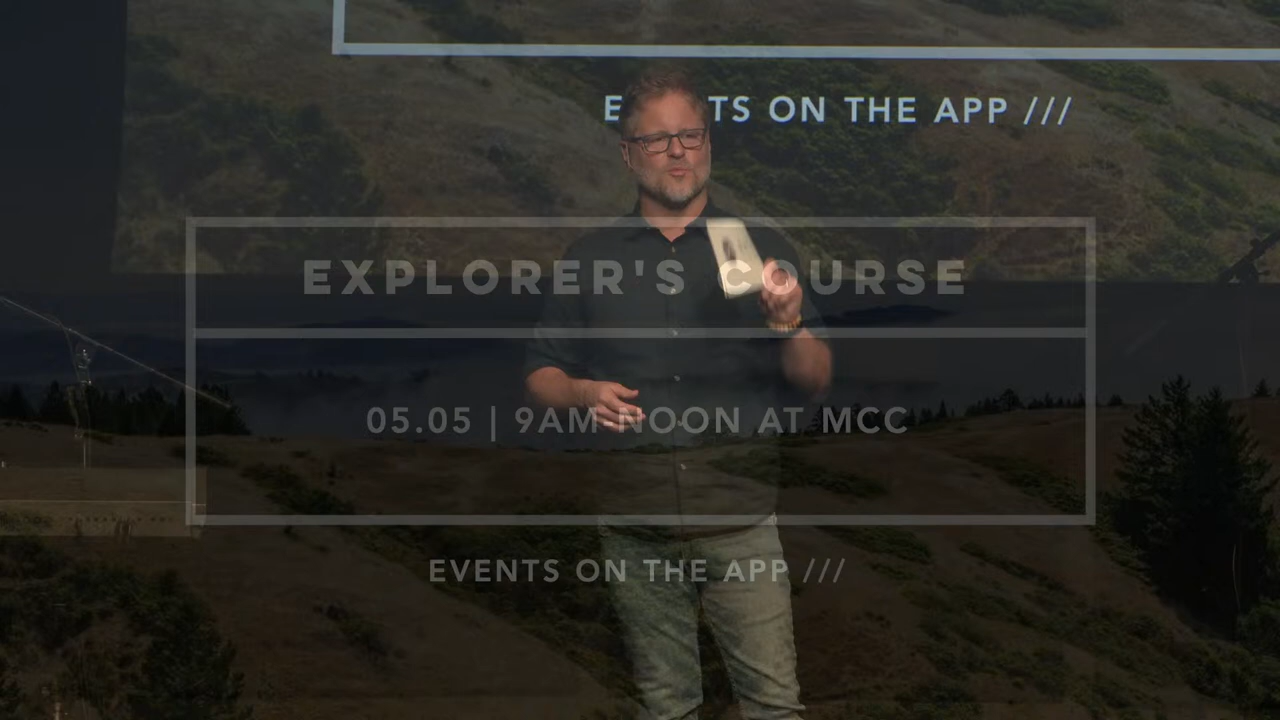 EVENTS ON THE APP ///
EXPLORER'S COURSE
05.05 | 9AM-NOON AT MCC
EVENTS ON THE APP ///